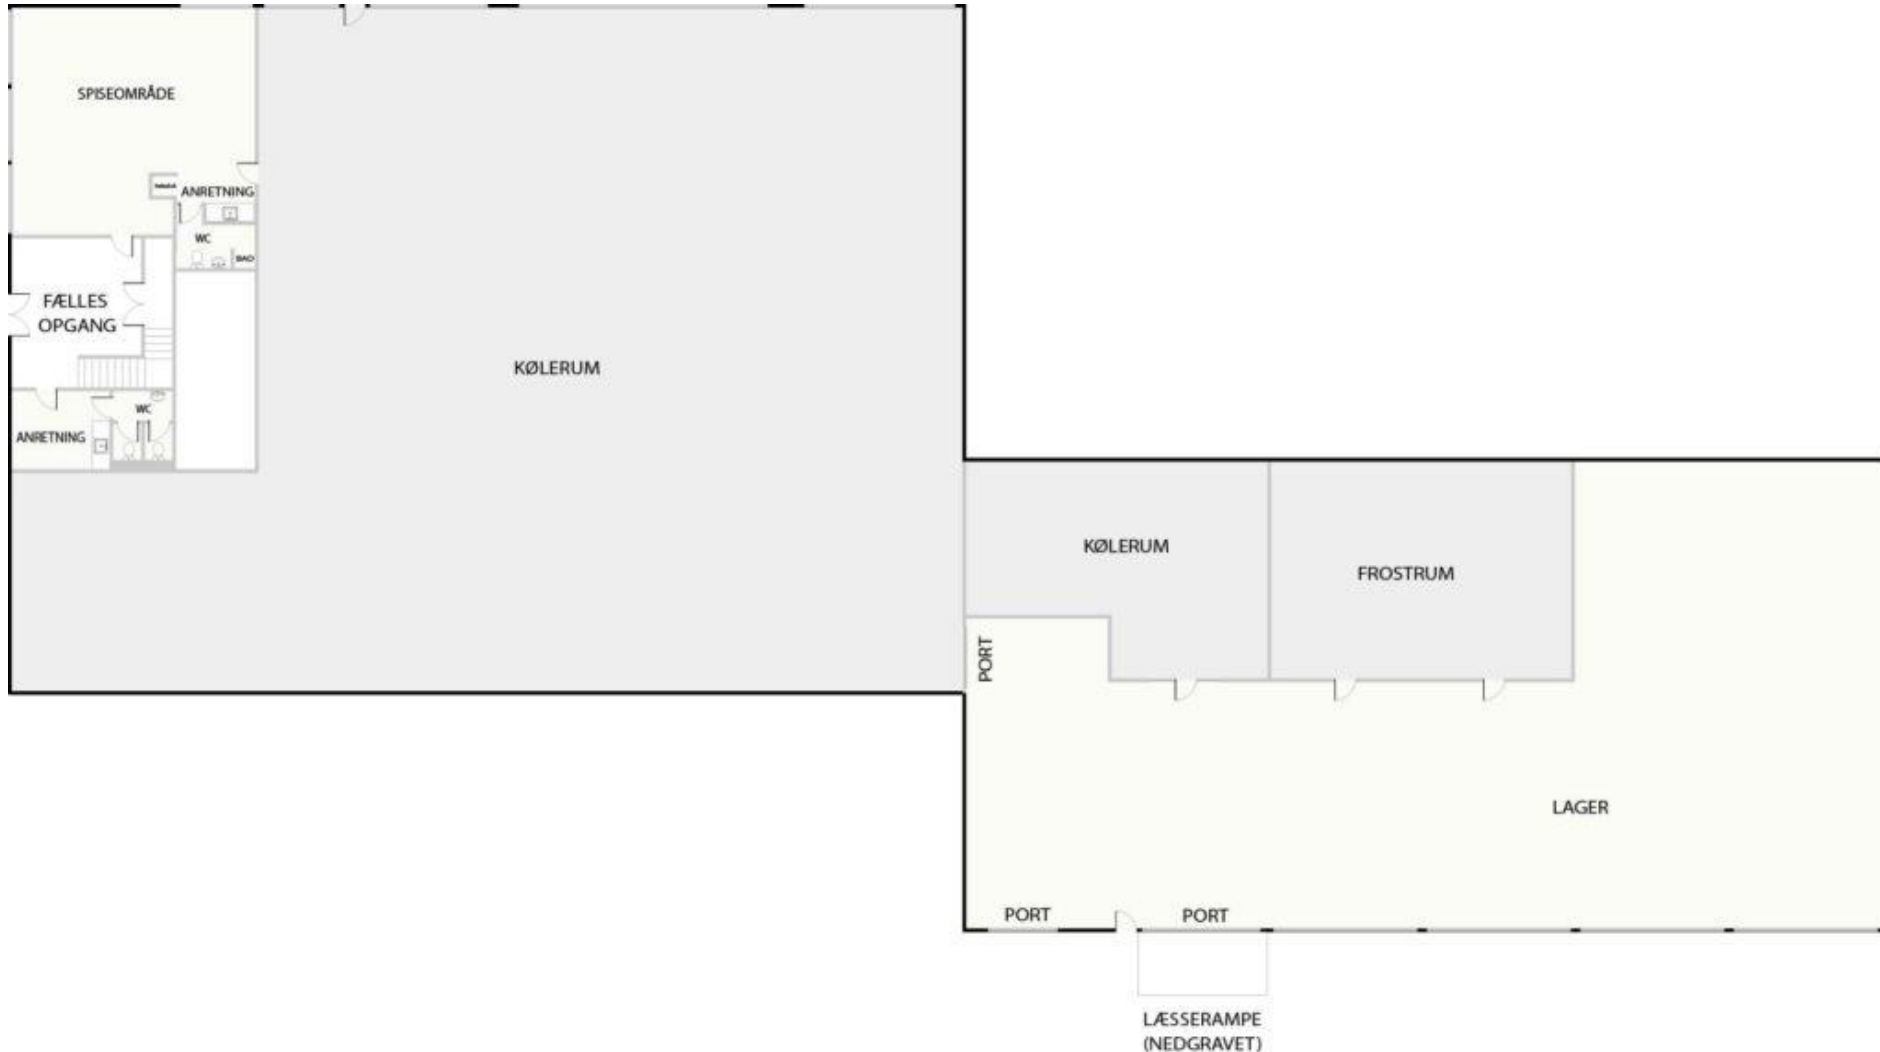 SPISEOMRÅDE
ANRETNING
WC
BAD
FÆLLES
OPGANG
KØLERUM
WC
ANRETNING
KØLERUM
FROSTRUM
PORT
LAGER
PORT
PORT
LÆSSERAMPE
(NEDGRAVET)